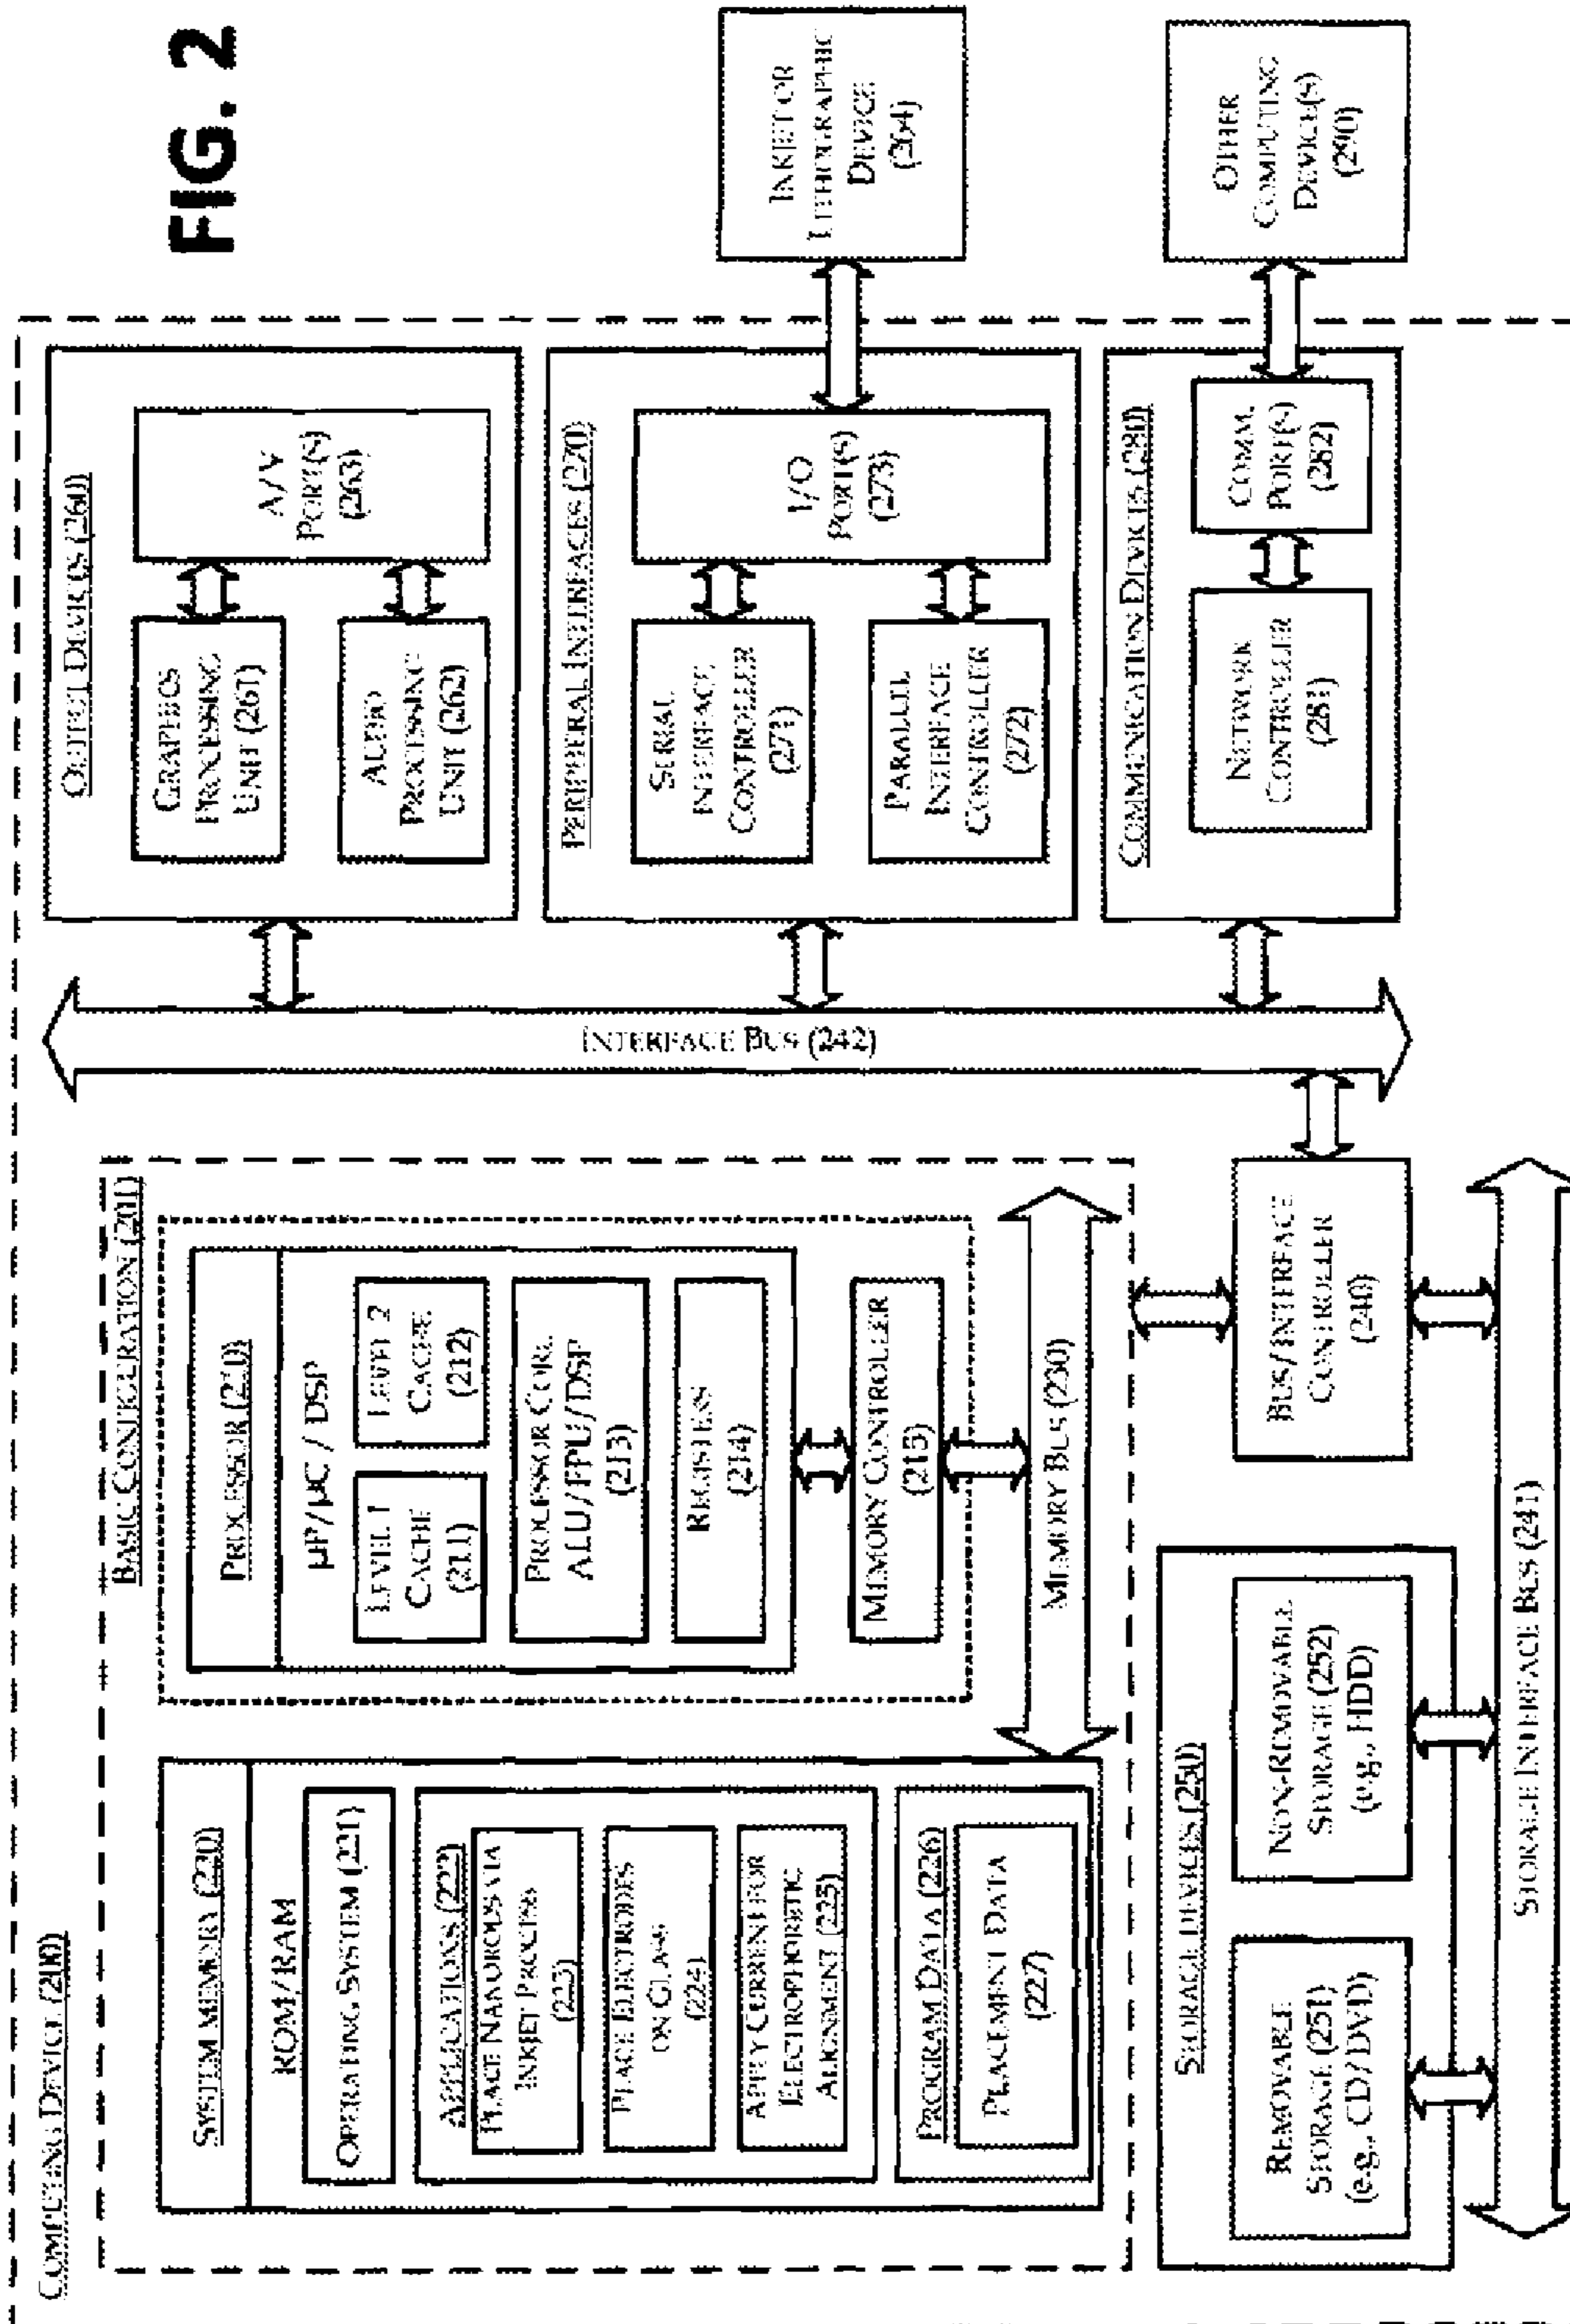 FIG. 2
COMPUTING DEVICE (200)
BASIC CONFIGURATION (201)
SYSTEM MEMORY (220)
ROM/RAM
OPERATING SYSTEM (221)
APPLICATIONS (222)
PLACE NANORODS VIA
INKJET PROCESS
(223)
PLACE ELECTRODES
ON GLASS
(224)
APPLY CURRENT FOR
ELECTROPHORETIC
ALIGNMENT (225)
PROGRAM DATA (226)
PLACEMENT DATA
(227)
PROCESSOR (210)
µP/µC / DSP
LEVEL 1
CACHE
(211)
LEVEL 2
CACHE
(212)
PROCESSOR CORE
ALU/FPU/DSP
(213)
REGISTERS
(214)
MEMORY CONTROLLER
(215)
MEMORY BUS (230)
BUS/INTERFACE
CONTROLLER
(240)
STORAGE DEVICES (250)
REMOVABLE
STORAGE (251)
(e.g., CD/DVD)
NON-REMOVABLE
STORAGE (252)
(e.g., HDD)
STORAGE INTERFACE BUS (241)
INTERFACE BUS (242)
OUTPUT DEVICES (260)
GRAPHICS
PROCESSING
UNIT (261)
AUDIO
PROCESSING
UNIT (262)
A/V
PORT(S)
(263)
PERIPHERAL INTERFACES (270)
SERIAL
INTERFACE
CONTROLLER
(271)
PARALLEL
INTERFACE
CONTROLLER
(272)
I/O
PORT(S)
(273)
COMMUNICATION DEVICES (280)
NETWORK
CONTROLLER
(281)
COMM.
PORT(S)
(282)
INKJET OR
LITHOGRAPHIC
DEVICE
(264)
OTHER
COMPUTING
DEVICE(S)
(290)